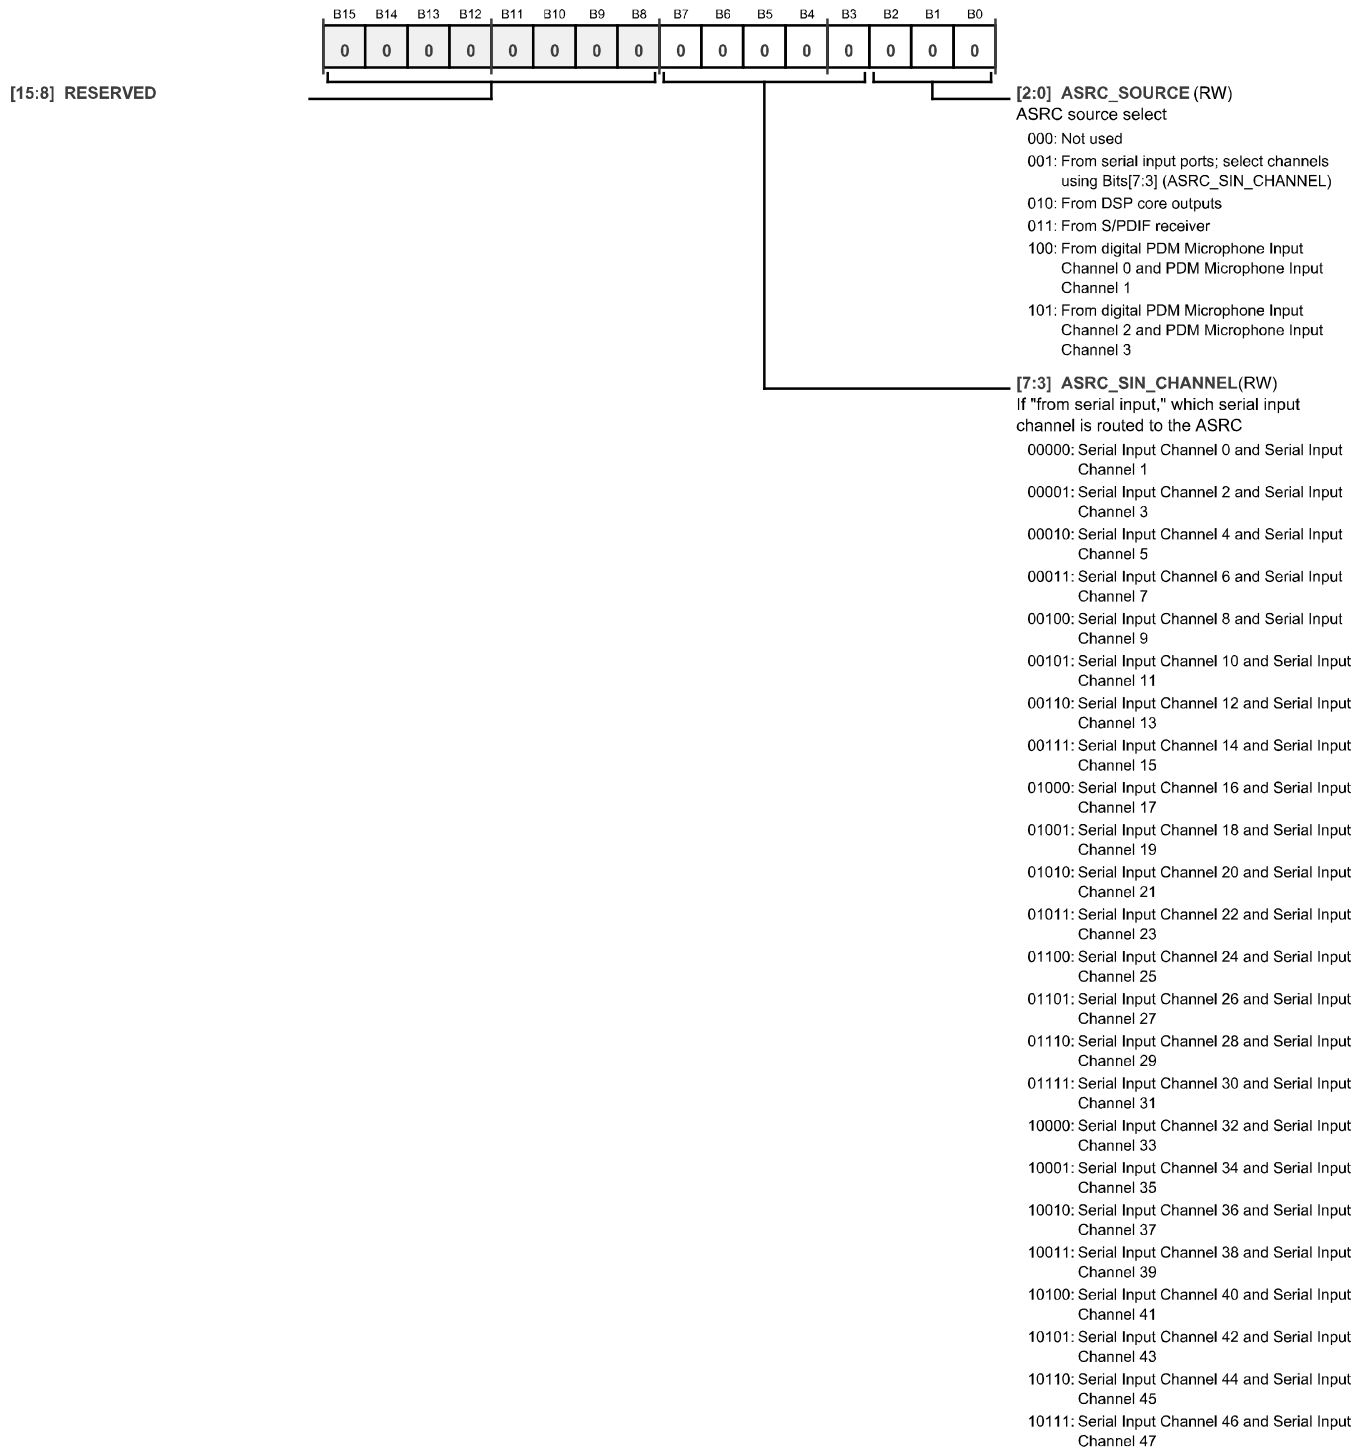 B15 B14 B13 B12 B11 B10 B9 B8 B7 B6 B5 B4 B3 B2 B1 B0
0 0 0 0 0 0 0 0 0 0 0 0 0 0 0 0
[15:8] RESERVED
[2:0] ASRC_SOURCE (RW)
ASRC source select
000: Not used
001: From serial input ports; select channels
using Bits[7:3] (ASRC_SIN_CHANNEL)
010: From DSP core outputs
011: From S/PDIF receiver
100: From digital PDM Microphone Input
Channel 0 and PDM Microphone Input
Channel 1
101: From digital PDM Microphone Input
Channel 2 and PDM Microphone Input
Channel 3
[7:3] ASRC_SIN_CHANNEL(RW)
If "from serial input," which serial input
channel is routed to the ASRC
00000: Serial Input Channel 0 and Serial Input
Channel 1
00001: Serial Input Channel 2 and Serial Input
Channel 3
00010: Serial Input Channel 4 and Serial Input
Channel 5
00011: Serial Input Channel 6 and Serial Input
Channel 7
00100: Serial Input Channel 8 and Serial Input
Channel 9
00101: Serial Input Channel 10 and Serial Input
Channel 11
00110: Serial Input Channel 12 and Serial Input
Channel 13
00111: Serial Input Channel 14 and Serial Input
Channel 15
01000: Serial Input Channel 16 and Serial Input
Channel 17
01001: Serial Input Channel 18 and Serial Input
Channel 19
01010: Serial Input Channel 20 and Serial Input
Channel 21
01011: Serial Input Channel 22 and Serial Input
Channel 23
01100: Serial Input Channel 24 and Serial Input
Channel 25
01101: Serial Input Channel 26 and Serial Input
Channel 27
01110: Serial Input Channel 28 and Serial Input
Channel 29
01111: Serial Input Channel 30 and Serial Input
Channel 31
10000: Serial Input Channel 32 and Serial Input
Channel 33
10001: Serial Input Channel 34 and Serial Input
Channel 35
10010: Serial Input Channel 36 and Serial Input
Channel 37
10011: Serial Input Channel 38 and Serial Input
Channel 39
10100: Serial Input Channel 40 and Serial Input
Channel 41
10101: Serial Input Channel 42 and Serial Input
Channel 43
10110: Serial Input Channel 44 and Serial Input
Channel 45
10111: Serial Input Channel 46 and Serial Input
Channel 47